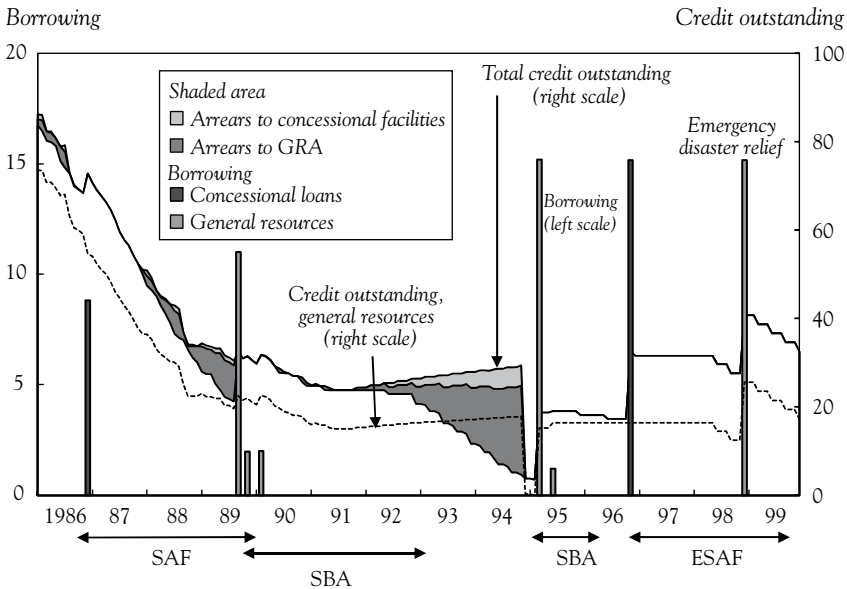 Borrowing
Credit outstanding
20
100
Total credit outstanding
(right scale)
Shaded area
Arrears to concessional facilities
Arrears to GRA
Borrowing
Concessional loans
General resources
Emergency
disaster relief
80
15
Borrowing
(left scale)
60
10
Credit outstanding,
general resources
(right scale)
40
5
20
0
0
1986 87 88 89 90 91 92 93 94 95 96 97 98 99
SAF
SBA
SBA
ESAF